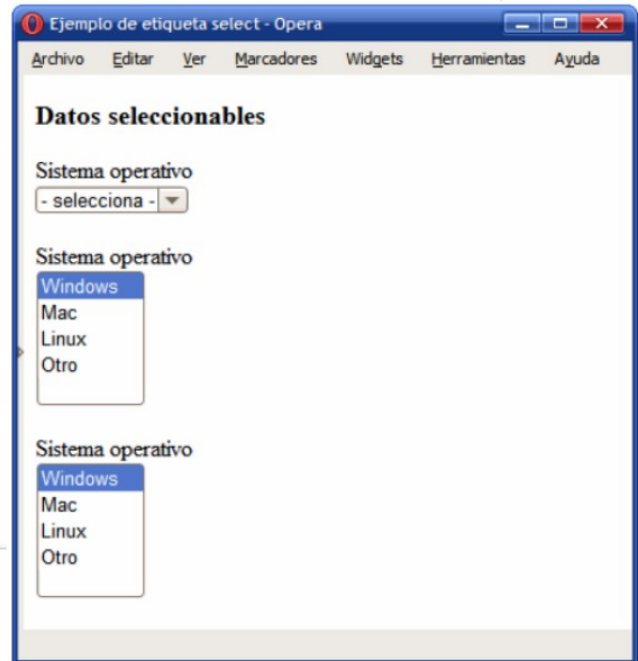 Ejemplo de etiqueta select - Opera
Archivo Editar Ver Marcadores Widgets Herramientas Ayuda
Datos seleccionables
Sistema operativo
- selecciona -
Sistema operativo
Windows
Mac
Linux
Otro
Sistema operativo
Windows
Mac
Linux
Otro